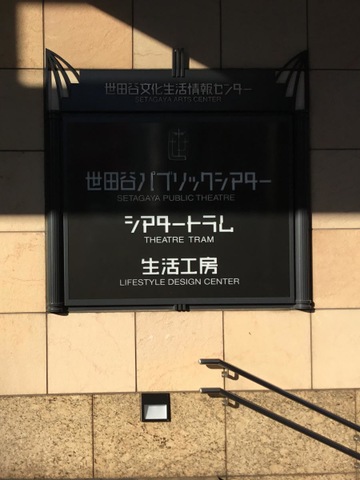 世田谷文化生活情報センター
SETAGAYA ARTS CENTER
世田谷パブリックシアター
SETAGAYA PUBLIC THEATRE
シアタートラム
THEATRE TRAM
生活工房
LIFESTYLE DESIGN CENTER